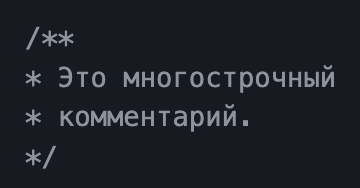 /**
* Это многострочный
* комментарий.
*/